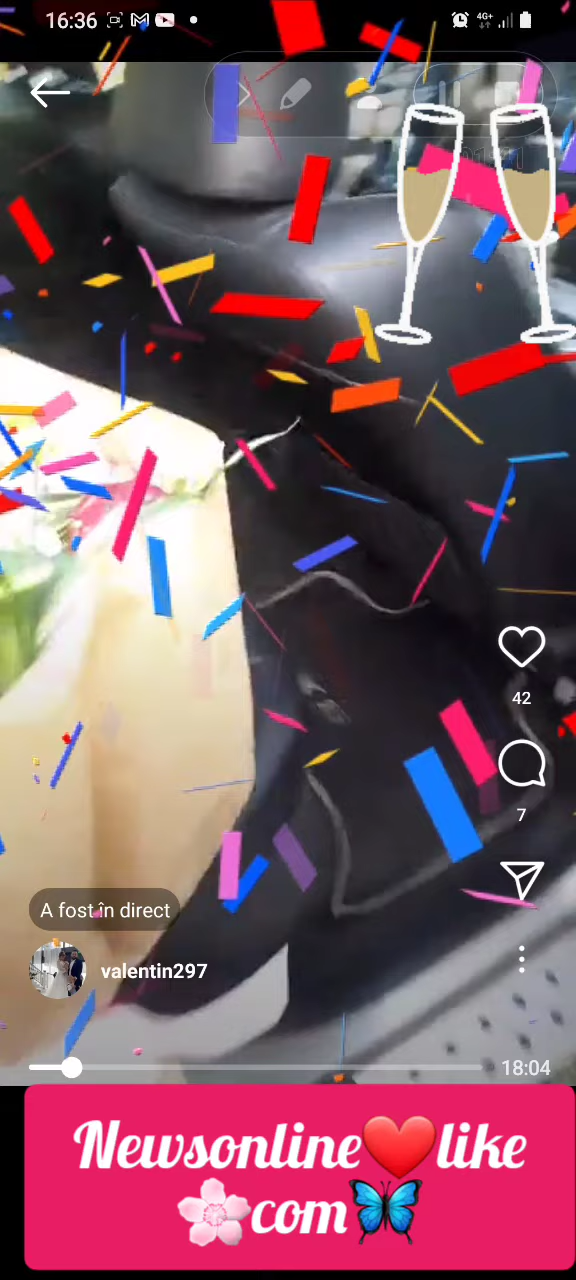 16:36
4G+
42
7
A fost în direct
valentin297
18:04
Newsonline❤️like
🌸com🦋